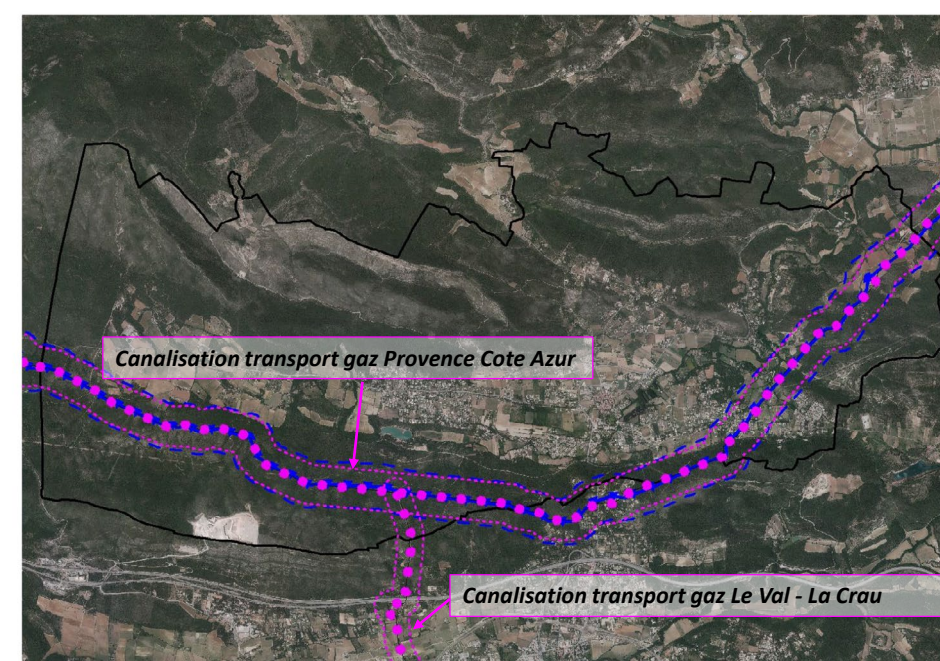 Canalisation transport gaz Provence Cote Azur
Canalisation transport gaz Le Val - La Crau